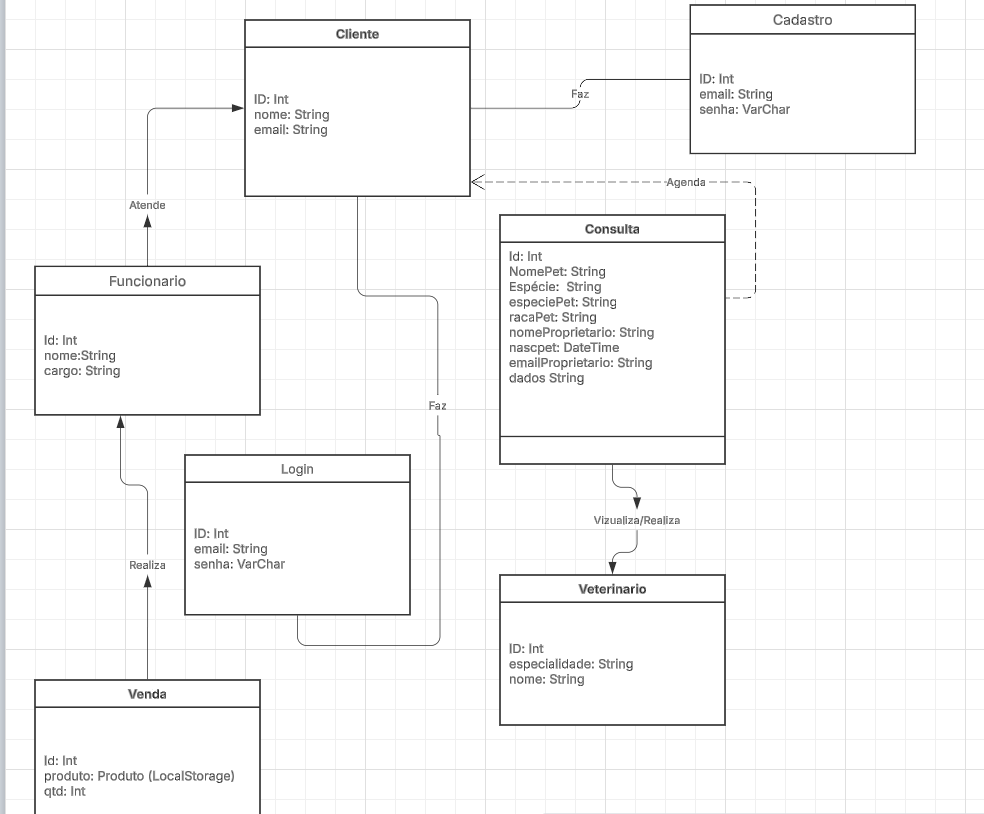 Cliente
ID: Int
nome: String
email: String
Cadastro
ID: Int
email: String
senha: VarChar
Faz
Agenda
Atende
Consulta
Id: Int
NomePet: String
Espécie:  String
especiePet: String
racaPet: String
nomeProprietario: String
nascpet: DateTime
emailProprietario: String
dados String
Funcionario
Id: Int
nome:String
cargo: String
Faz
Login
ID: Int
email: String
senha: VarChar
Vizualiza/Realiza
Realiza
Veterinario
ID: Int
especialidade: String
nome: String
Venda
Id: Int
produto: Produto (LocalStorage)
qtd: Int